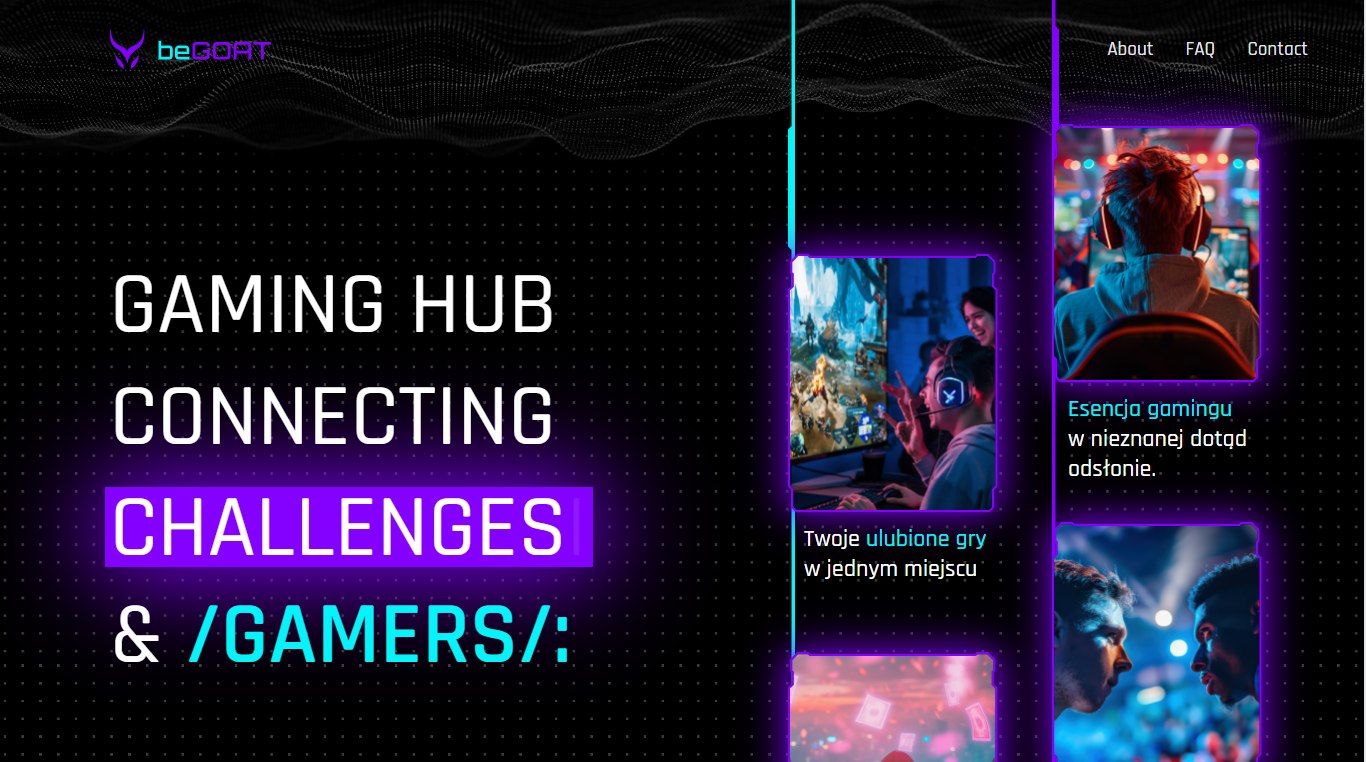 beGOAT
About FAQ Contact
GAMING HUB
CONNECTING
CHALLENGES
& /GAMERS/:
Twoje ulubione gry
w jednym miejscu
Esencja gamingu
w nieznanej dotąd
odsłonie.